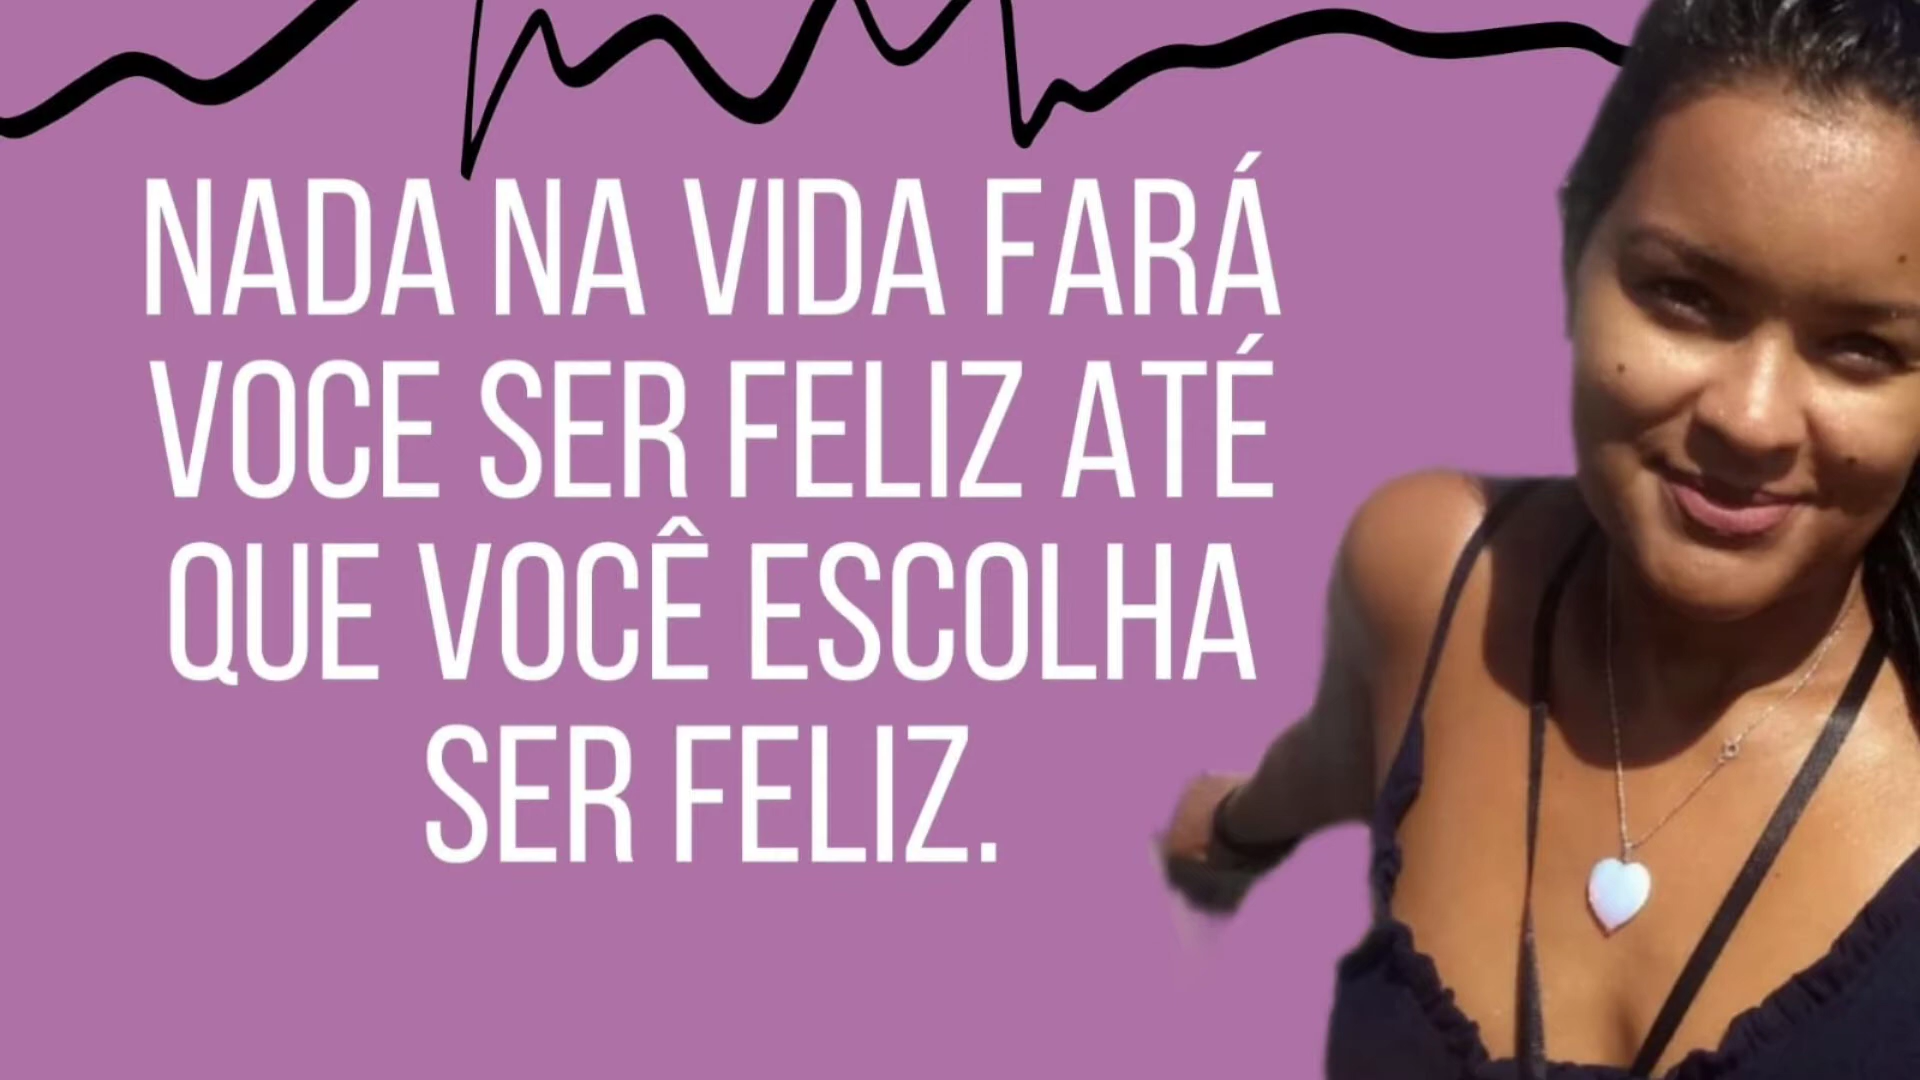 NADA NA VIDA FARÁ
VOCE SER FELIZ ATÉ
QUE VOCÊ ESCOLHA
SER FELIZ.